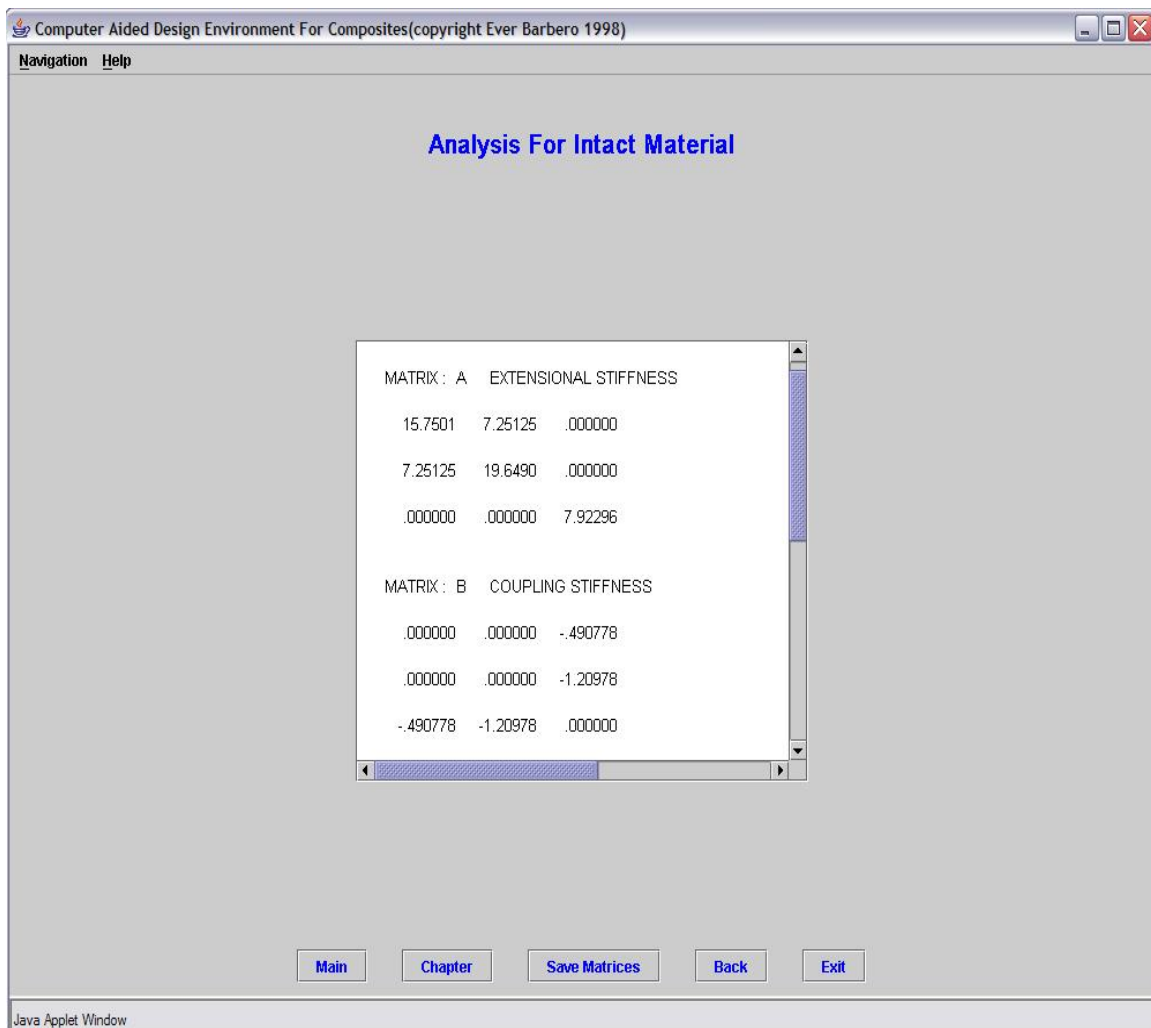 Computer Aided Design Environment For Composites(copyright Ever Barbero 1998)
Navigation Help
Analysis For Intact Material
MATRIX : A EXTENSIONAL STIFFNESS
15.7501 7.25125 .000000
7.25125 19.6490 .000000
.000000 .000000 7.92296
MATRIX : B COUPLING STIFFNESS
.000000 .000000 -.490778
.000000 .000000 -1.20978
-.490778 -1.20978 .000000
Main Chapter Save Matrices Back Exit
Java Applet Window